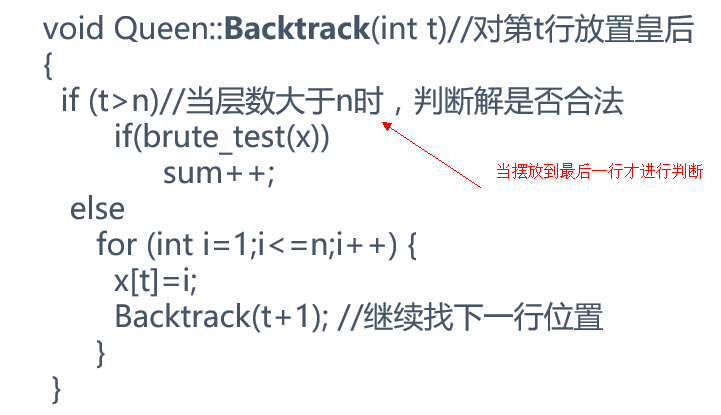 void Queen::Backtrack(int t)//对第t行放置皇后
{
if (t>n)//当层数大于n时，判断解是否合法
if(brute_test(x))
sum++;
当摆放到最后一行才进行判断
else
for (int i=1;i<=n;i++) {
x[t]=i;
Backtrack(t+1); //继续找下一行位置
}
}